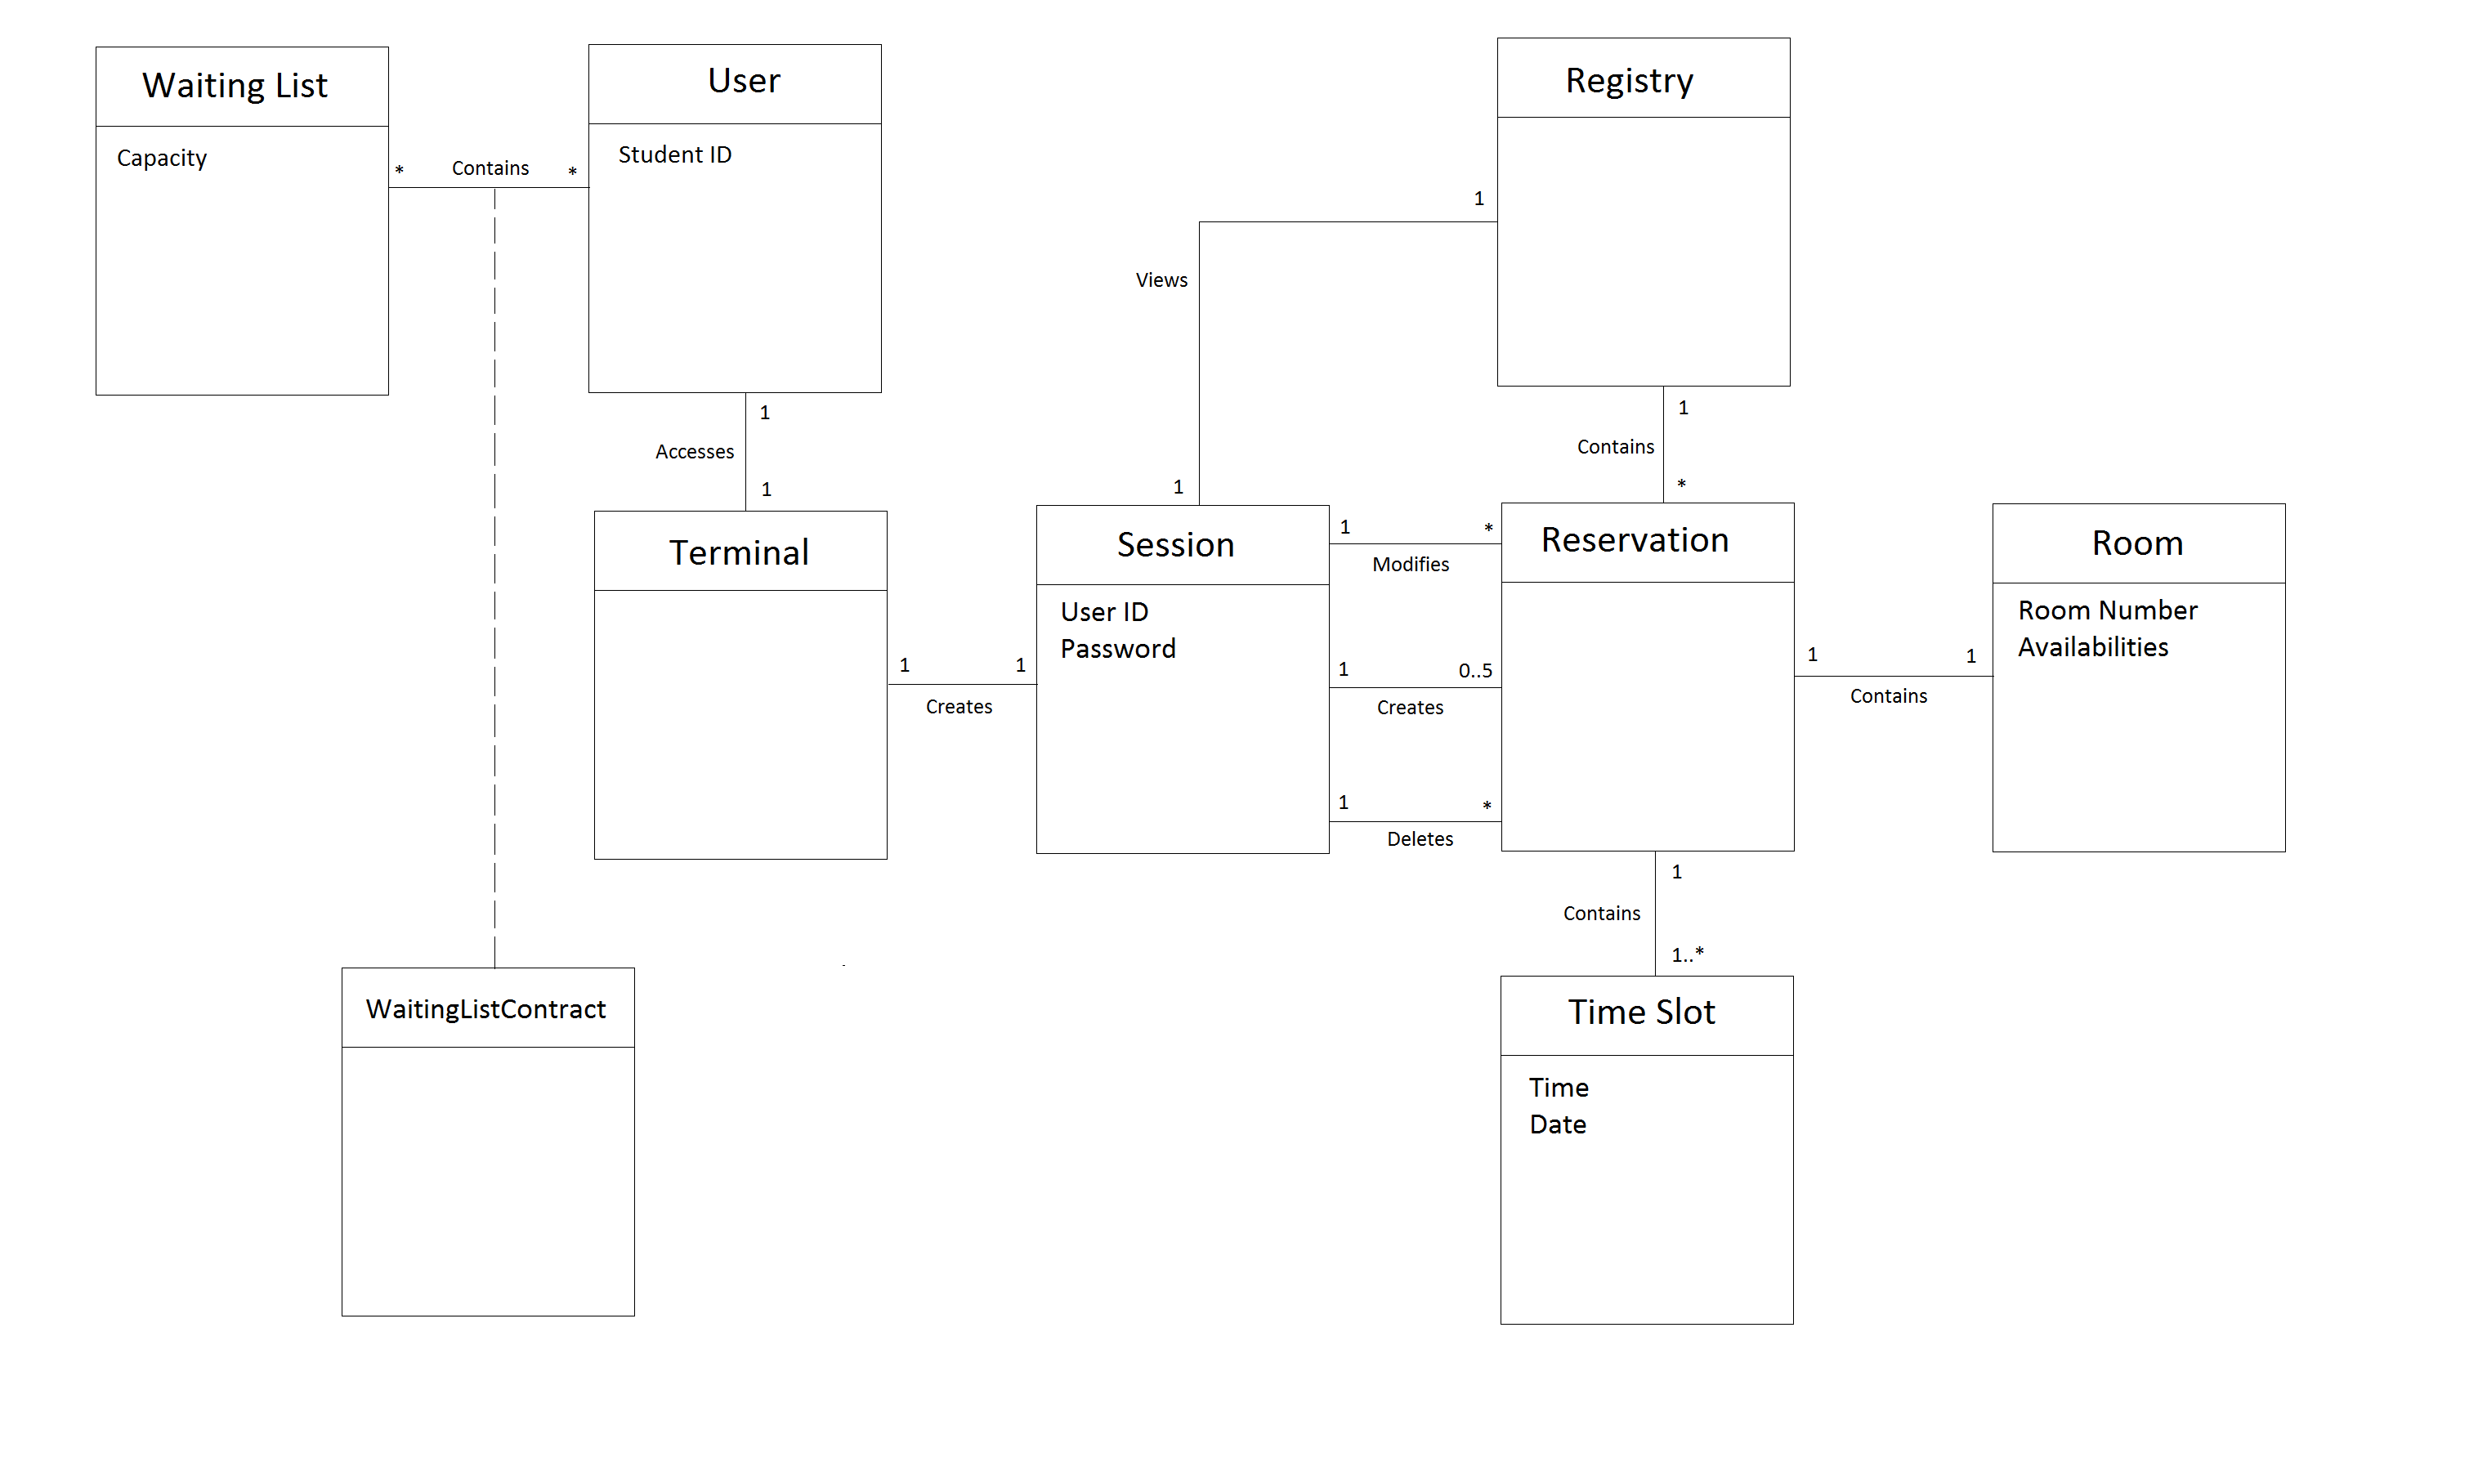 Waiting List
Capacity
*
Contains
*
User
Student ID
Registry
1
Views
1
1
Accesses
1
1
Contains
*
Terminal
Session
User ID
Password
1
*
Modifies
Reservation
Room
Room Number
Availabilities
1
1
Creates
1
0..5
Creates
1
1
Contains
1
*
Deletes
1
Contains
1..*
WaitingListContract
Time Slot
Time
Date